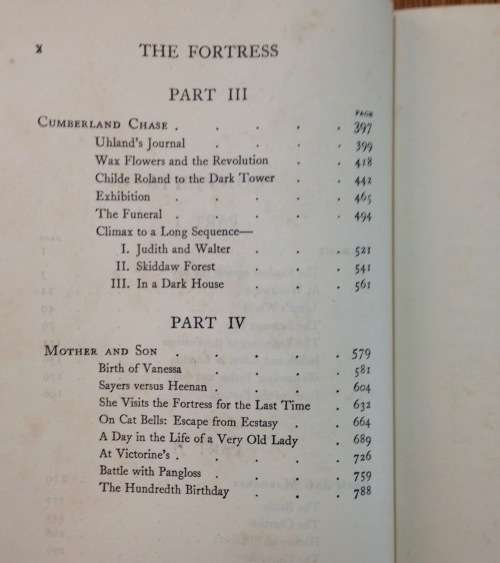 x THE FORTRESS
PART III
PAGE
CUMBERLAND CHASE . . . . . 397
Uhland's Journal . . . . 399
Wax Flowers and the Revolution . . . 418
Childe Roland to the Dark Tower . . . 442
Exhibition . . . . . 465
The Funeral . . . . . 494
Climax to a Long Sequence—
I. Judith and Walter . . . 521
II. Skiddaw Forest . . . 541
III. In a Dark House . . . 561
PART IV
MOTHER AND SON . . . . . 579
Birth of Vanessa . . . . 581
Sayers versus Heenan . . . . 604
She Visits the Fortress for the Last Time . 632
On Cat Bells: Escape from Ecstasy . . 664
A Day in the Life of a Very Old Lady . 689
At Victorine's . . . . . 726
Battle with Pangloss . . . . 759
The Hundredth Birthday . . . 788